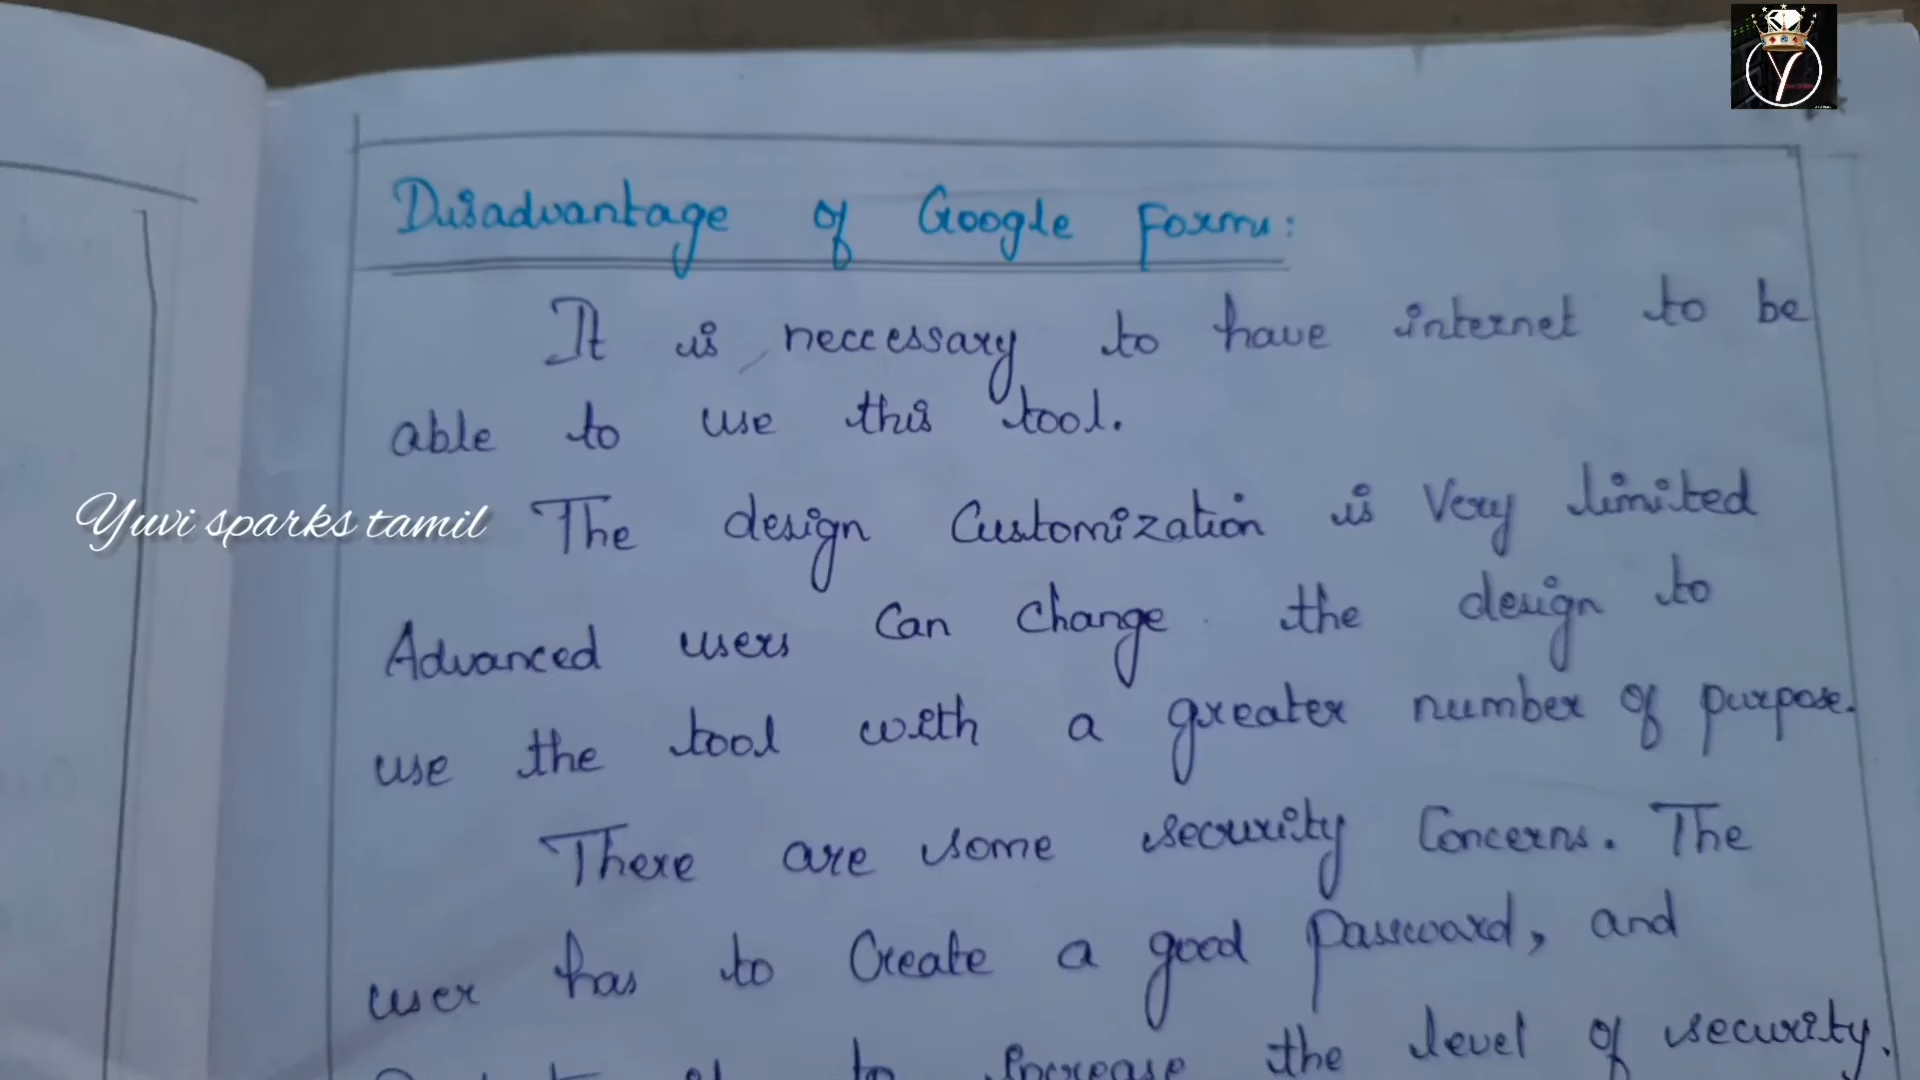 Disadvantage of Google Forms:
It is neccessary to have internet to be
able to use this tool.
Yuvi sparks tamil
The design Customization is Very limited
Advanced users Can change the design to
use the tool with a greater number of purpose.
There are some security Concerns. The
user has to Create a good password, and
to increase the level of security.